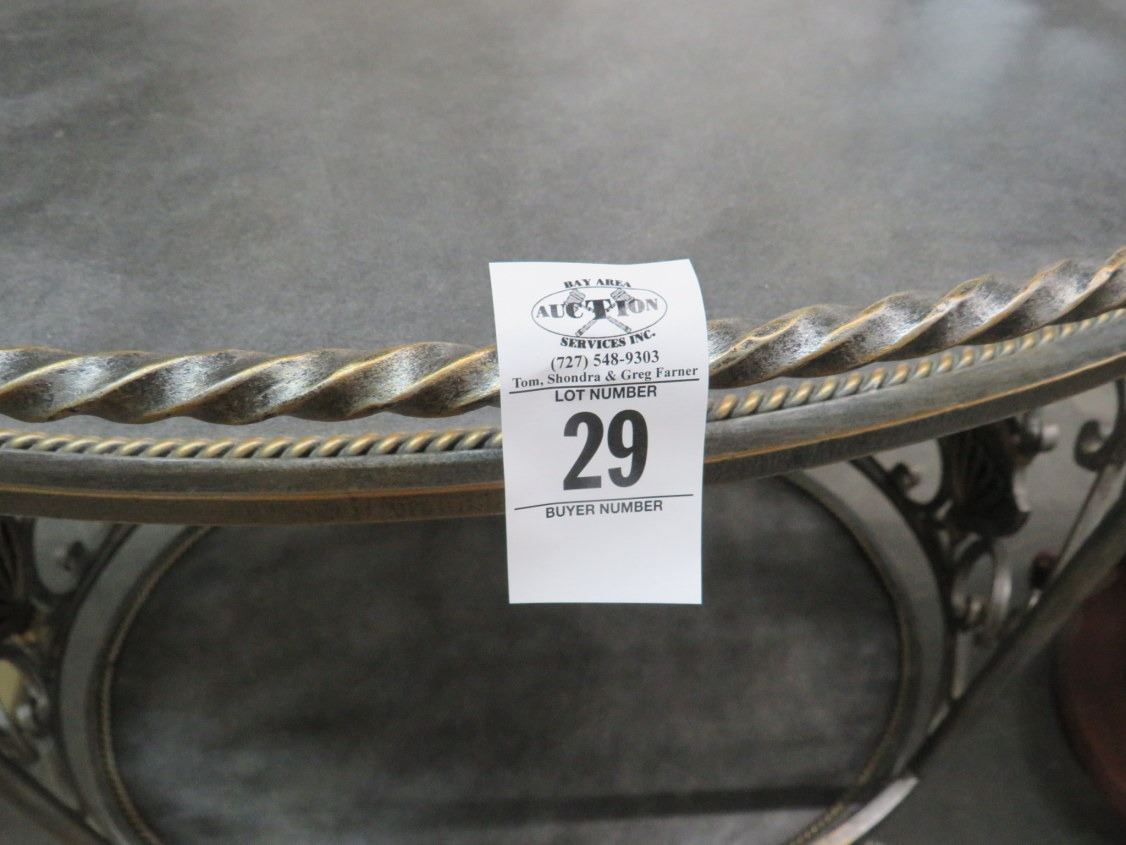 BAY AREA
AUCTION
SERVICES INC.
(727) 548-9303
Tom, Shondra & Greg Farner
LOT NUMBER
29
BUYER NUMBER